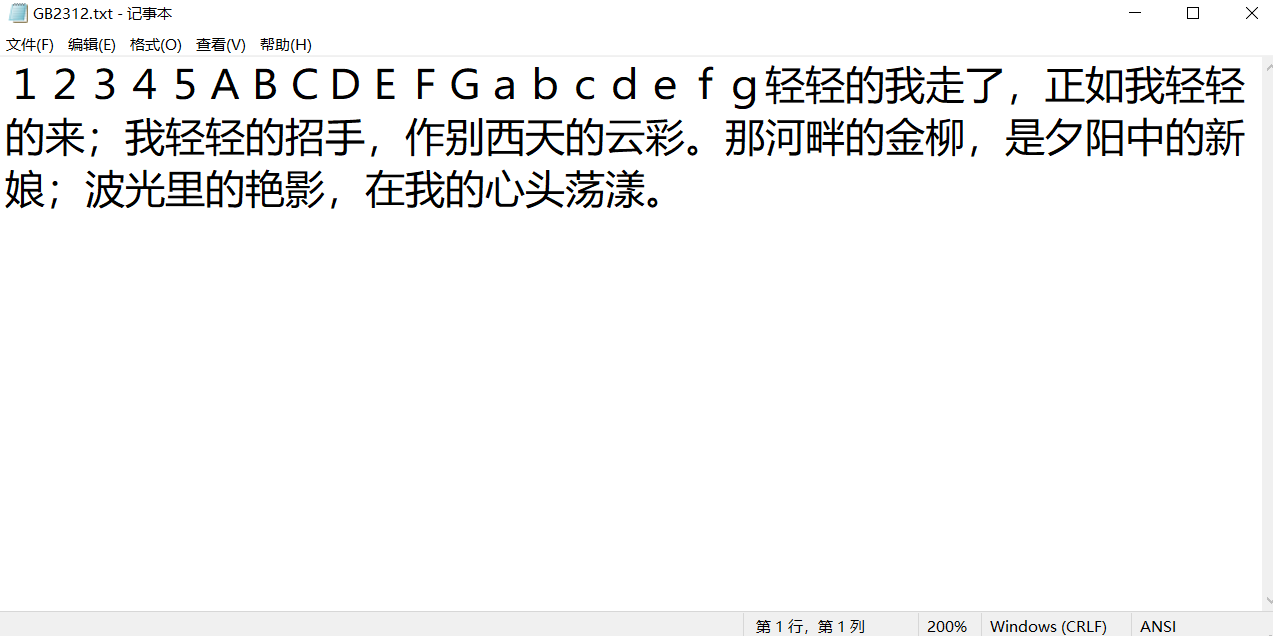 GB2312.txt - 记事本
文件(F) 编辑(E) 格式(O) 查看(V) 帮助(H)
12345ABCDEFGabcdefg轻轻的我走了，正如我轻轻
的来；我轻轻的招手，作别西天的云彩。那河畔的金柳，是夕阳中的新
娘；波光里的艳影，在我的心头荡漾。
第 1 行，第 1 列 200% Windows (CRLF) ANSI